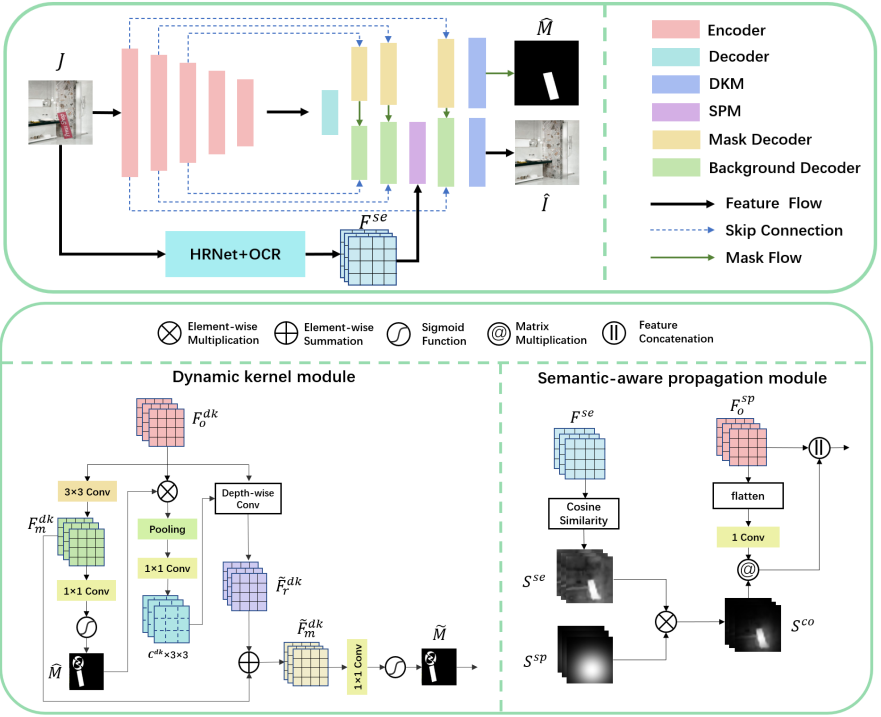 J
M̂
Î
F^{se}
HRNet+OCR
Encoder
Decoder
DKM
SPM
Mask Decoder
Background Decoder
Feature Flow
Skip Connection
Mask Flow
Element-wise
Multiplication
Element-wise
Summation
Sigmoid
Function
@
Matrix
Multiplication
Feature
Concatenation
Dynamic kernel module
F_o^{dk}
3×3 Conv
F_m^{dk}
1×1 Conv
M̂
Pooling
1×1 Conv
C^{dk}×3×3
Depth-wise
Conv
F̃_r^{dk}
F̃_m^{dk}
1×1 Conv
M̃
Semantic-aware propagation module
F^{se}
Cosine
Similarity
S^{se}
S^{sp}
F_o^{sp}
flatten
1 Conv
@
S^{co}